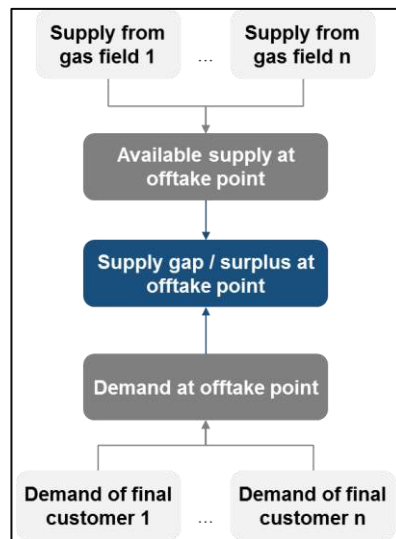 Supply from
gas field 1
...
Supply from
gas field n
Available supply at
offtake point
Supply gap / surplus at
offtake point
Demand at offtake point
Demand of final
customer 1
...
Demand of final
customer n